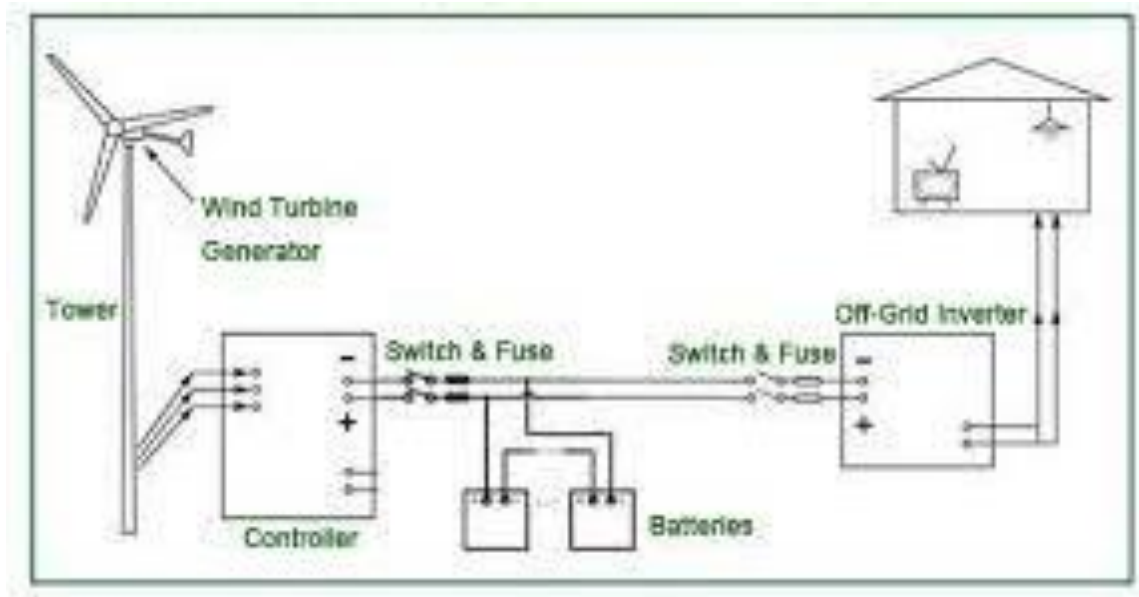 Wind Turbine
Generator
Tower
Off-Grid Inverter
Switch & Fuse
Switch & Fuse
-
-
+
+
Batteries
Controller